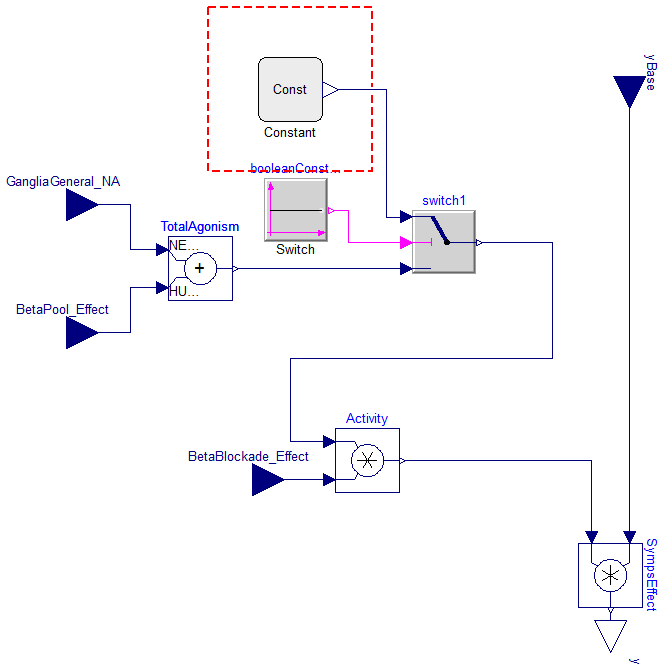 yBase
Const
Constant
booleanConst...
GangliaGeneral_NA
switch1
TotalAgonism
NE...
+
Switch
HU...
BetaPool_Effect
Activity
BetaBlockade_Effect
SympsEffect
y